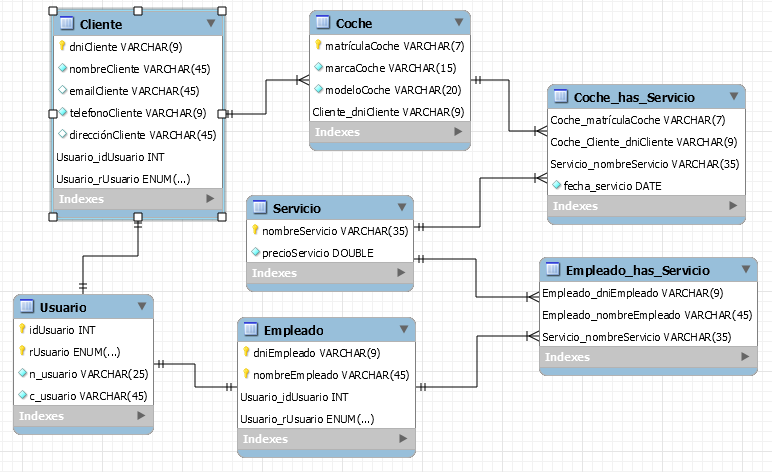 Cliente
dniCliente VARCHAR(9)
nombreCliente VARCHAR(45)
emailCliente VARCHAR(45)
telefonoCliente VARCHAR(9)
direcciónCliente VARCHAR(45)
Usuario_idUsuario INT
Usuario_rUsuario ENUM(...)
Indexes
Coche
matrículaCoche VARCHAR(7)
marcaCoche VARCHAR(15)
modeloCoche VARCHAR(20)
Cliente_dniCliente VARCHAR(9)
Indexes
Coche_has_Servicio
Coche_matrículaCoche VARCHAR(7)
Coche_Cliente_dniCliente VARCHAR(9)
Servicio_nombreServicio VARCHAR(35)
fecha_servicio DATE
Indexes
Servicio
nombreServicio VARCHAR(35)
precioServicio DOUBLE
Indexes
Empleado_has_Servicio
Empleado_dniEmpleado VARCHAR(9)
Empleado_nombreEmpleado VARCHAR(45)
Servicio_nombreServicio VARCHAR(35)
Indexes
Usuario
idUsuario INT
rUsuario ENUM(...)
n_usuario VARCHAR(25)
c_usuario VARCHAR(45)
Indexes
Empleado
dniEmpleado VARCHAR(9)
nombreEmpleado VARCHAR(45)
Usuario_idUsuario INT
Usuario_rUsuario ENUM(...)
Indexes